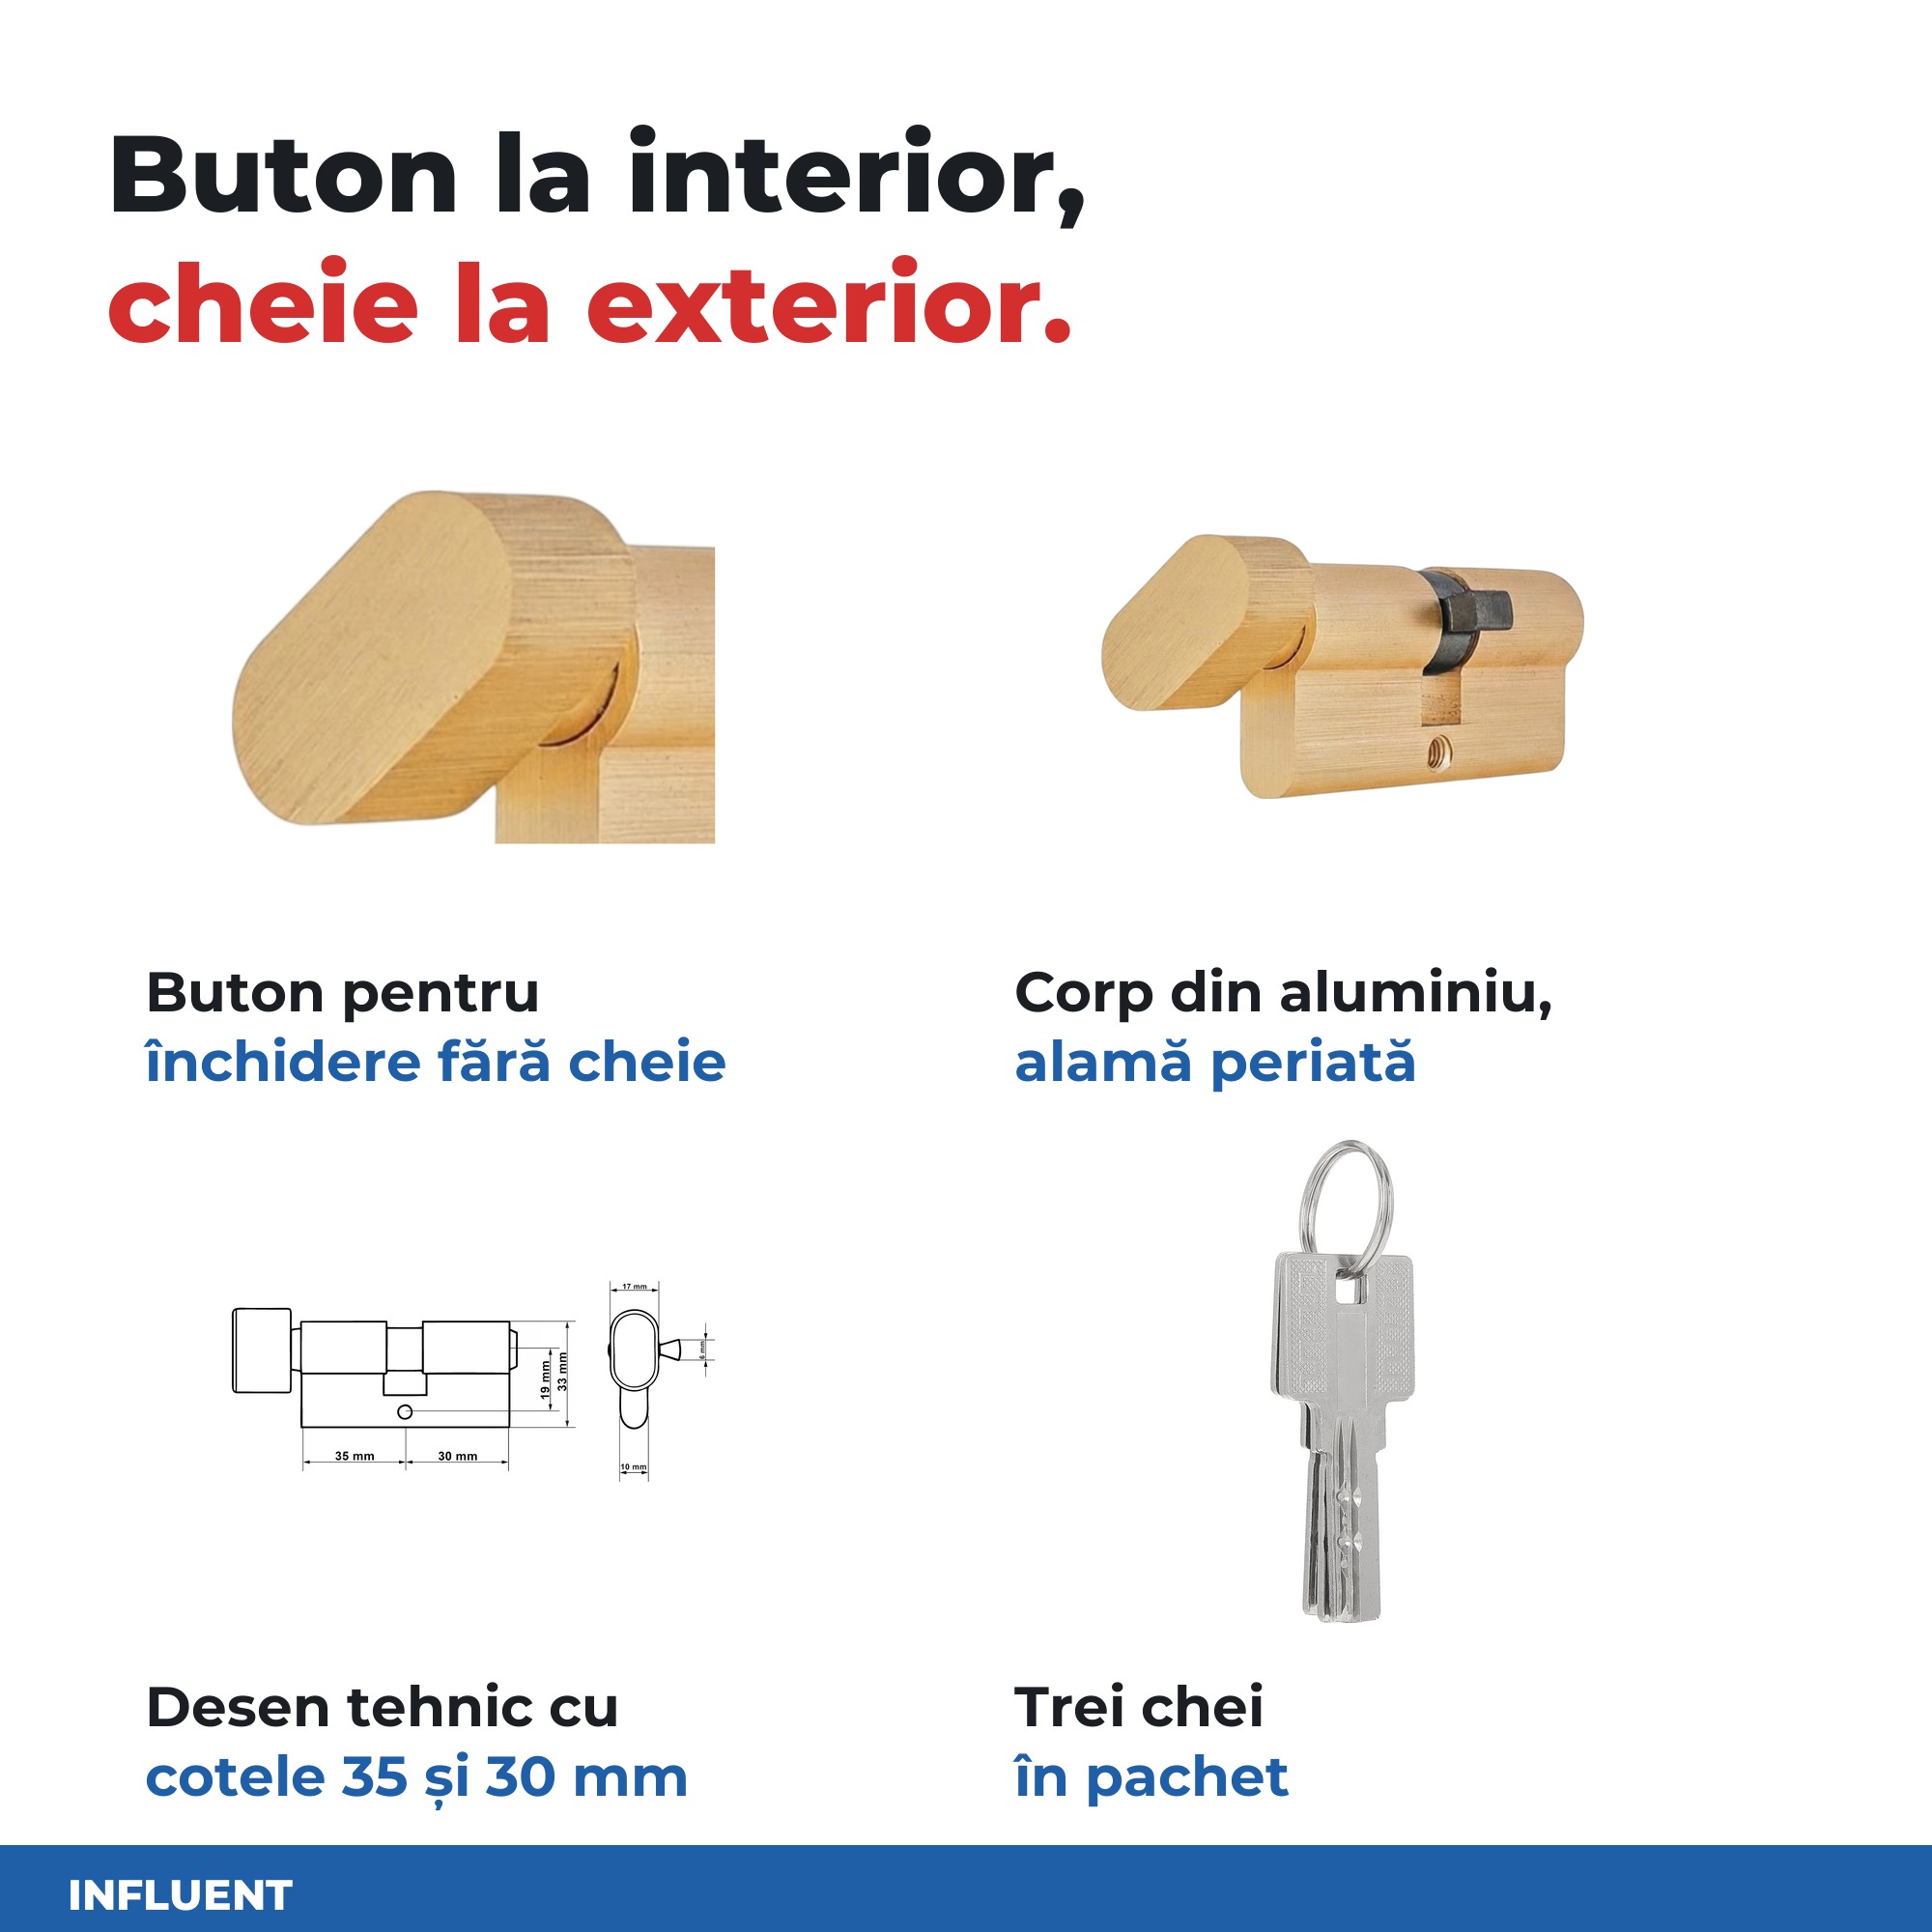 Buton la interior,
cheie la exterior.
Buton pentru
închidere fără cheie
Corp din aluminiu,
alamă periată
17 mm
6 mm
19 mm
33 mm
35 mm
30 mm
10 mm
Desen tehnic cu
cotele 35 și 30 mm
Trei chei
în pachet
INFLUENT